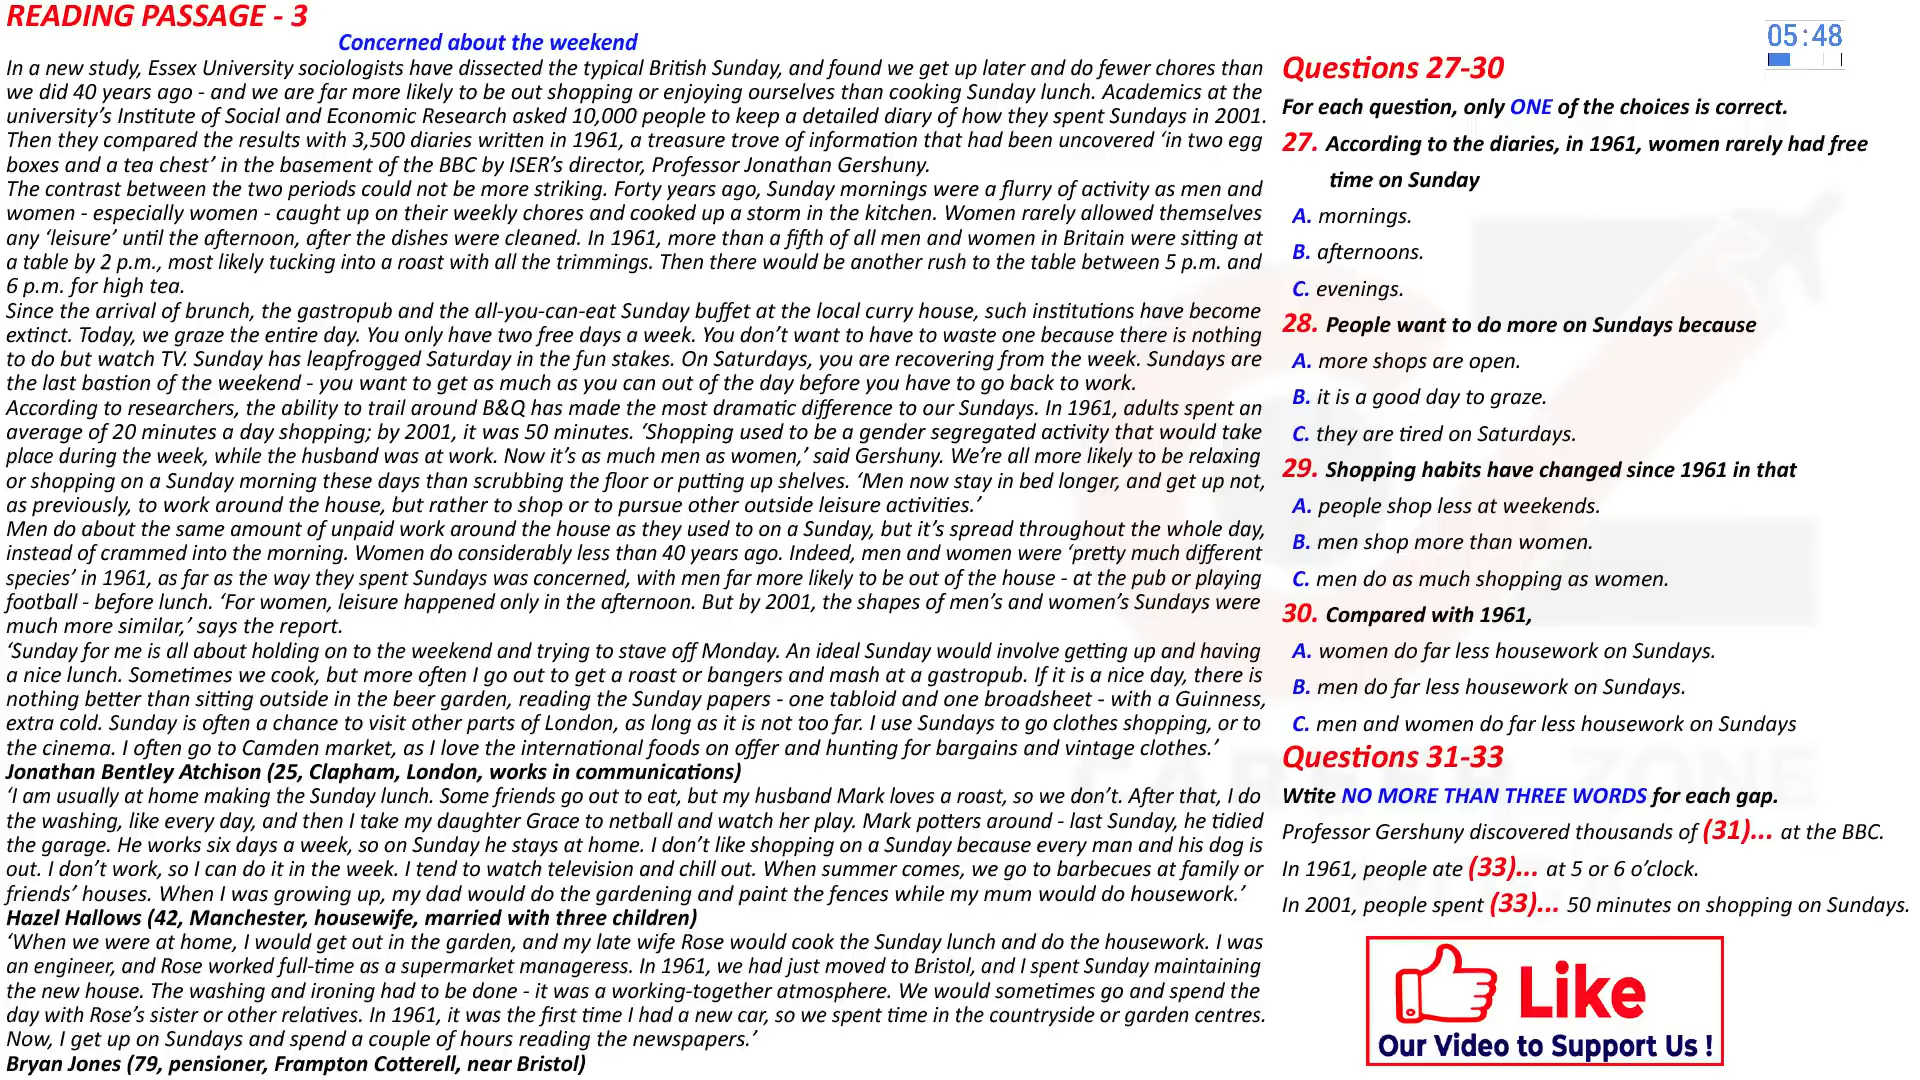 READING PASSAGE - 3
Concerned about the weekend
In a new study, Essex University sociologists have dissected the typical British Sunday, and found we get up later and do fewer chores than
we did 40 years ago - and we are far more likely to be out shopping or enjoying ourselves than cooking Sunday lunch. Academics at the
university's Institute of Social and Economic Research asked 10,000 people to keep a detailed diary of how they spent Sundays in 2001.
Then they compared the results with 3,500 diaries written in 1961, a treasure trove of information that had been uncovered 'in two egg
boxes and a tea chest' in the basement of the BBC by ISER's director, Professor Jonathan Gershuny.
The contrast between the two periods could not be more striking. Forty years ago, Sunday mornings were a flurry of activity as men and
women - especially women - caught up on their weekly chores and cooked up a storm in the kitchen. Women rarely allowed themselves
any 'leisure' until the afternoon, after the dishes were cleaned. In 1961, more than a fifth of all men and women in Britain were sitting at
a table by 2 p.m., most likely tucking into a roast with all the trimmings. Then there would be another rush to the table between 5 p.m. and
6 p.m. for high tea.
Since the arrival of brunch, the gastropub and the all-you-can-eat Sunday buffet at the local curry house, such institutions have become
extinct. Today, we graze the entire day. You only have two free days a week. You don't want to have to waste one because there is nothing
to do but watch TV. Sunday has leapfrogged Saturday in the fun stakes. On Saturdays, you are recovering from the week. Sundays are
the last bastion of the weekend - you want to get as much as you can out of the day before you have to go back to work.
According to researchers, the ability to trail around B&Q has made the most dramatic difference to our Sundays. In 1961, adults spent an
average of 20 minutes a day shopping; by 2001, it was 50 minutes. 'Shopping used to be a gender segregated activity that would take
place during the week, while the husband was at work. Now it's as much men as women,' said Gershuny. We're all more likely to be relaxing
or shopping on a Sunday morning these days than scrubbing the floor or putting up shelves. 'Men now stay in bed longer, and get up not,
as previously, to work around the house, but rather to shop or to pursue other outside leisure activities.'
Men do about the same amount of unpaid work around the house as they used to on a Sunday, but it's spread throughout the whole day,
instead of crammed into the morning. Women do considerably less than 40 years ago. Indeed, men and women were 'pretty much different
species' in 1961, as far as the way they spent Sundays was concerned, with men far more likely to be out of the house - at the pub or playing
football - before lunch. 'For women, leisure happened only in the afternoon. But by 2001, the shapes of men's and women's Sundays were
much more similar,' says the report.
'Sunday for me is all about holding on to the weekend and trying to stave off Monday. An ideal Sunday would involve getting up and having
a nice lunch. Sometimes we cook, but more often I go out to get a roast or bangers and mash at a gastropub. If it is a nice day, there is
nothing better than sitting outside in the beer garden, reading the Sunday papers - one tabloid and one broadsheet - with a Guinness,
extra cold. Sunday is often a chance to visit other parts of London, as long as it is not too far. I use Sundays to go clothes shopping, or to
the cinema. I often go to Camden market, as I love the international foods on offer and hunting for bargains and vintage clothes.'
Jonathan Bentley Atchison (25, Clapham, London, works in communications)
'I am usually at home making the Sunday lunch. Some friends go out to eat, but my husband Mark loves a roast, so we don't. After that, I do
the washing, like every day, and then I take my daughter Grace to netball and watch her play. Mark potters around - last Sunday, he tidied
the garage. He works six days a week, so on Sunday he stays at home. I don't like shopping on a Sunday because every man and his dog is
out. I don't work, so I can do it in the week. I tend to watch television and chill out. When summer comes, we go to barbecues at family or
friends' houses. When I was growing up, my dad would do the gardening and paint the fences while my mum would do housework.'
Hazel Hallows (42, Manchester, housewife, married with three children)
'When we were at home, I would get out in the garden, and my late wife Rose would cook the Sunday lunch and do the housework. I was
an engineer, and Rose worked full-time as a supermarket manageress. In 1961, we had just moved to Bristol, and I spent Sunday maintaining
the new house. The washing and ironing had to be done - it was a working-together atmosphere. We would sometimes go and spend the
day with Rose's sister or other relatives. In 1961, it was the first time I had a new car, so we spent time in the countryside or garden centres.
Now, I get up on Sundays and spend a couple of hours reading the newspapers.'
Bryan Jones (79, pensioner, Frampton Cotterell, near Bristol)
05:48
Questions 27-30
For each question, only ONE of the choices is correct.
27. According to the diaries, in 1961, women rarely had free
time on Sunday
A. mornings.
B. afternoons.
C. evenings.
28. People want to do more on Sundays because
A. more shops are open.
B. it is a good day to graze.
C. they are tired on Saturdays.
29. Shopping habits have changed since 1961 in that
A. people shop less at weekends.
B. men shop more than women.
C. men do as much shopping as women.
30. Compared with 1961,
A. women do far less housework on Sundays.
B. men do far less housework on Sundays.
C. men and women do far less housework on Sundays
Questions 31-33
Wtite NO MORE THAN THREE WORDS for each gap.
Professor Gershuny discovered thousands of (31)... at the BBC.
In 1961, people ate (33)... at 5 or 6 o'clock.
In 2001, people spent (33)... 50 minutes on shopping on Sundays.
Like
Our Video to Support Us !